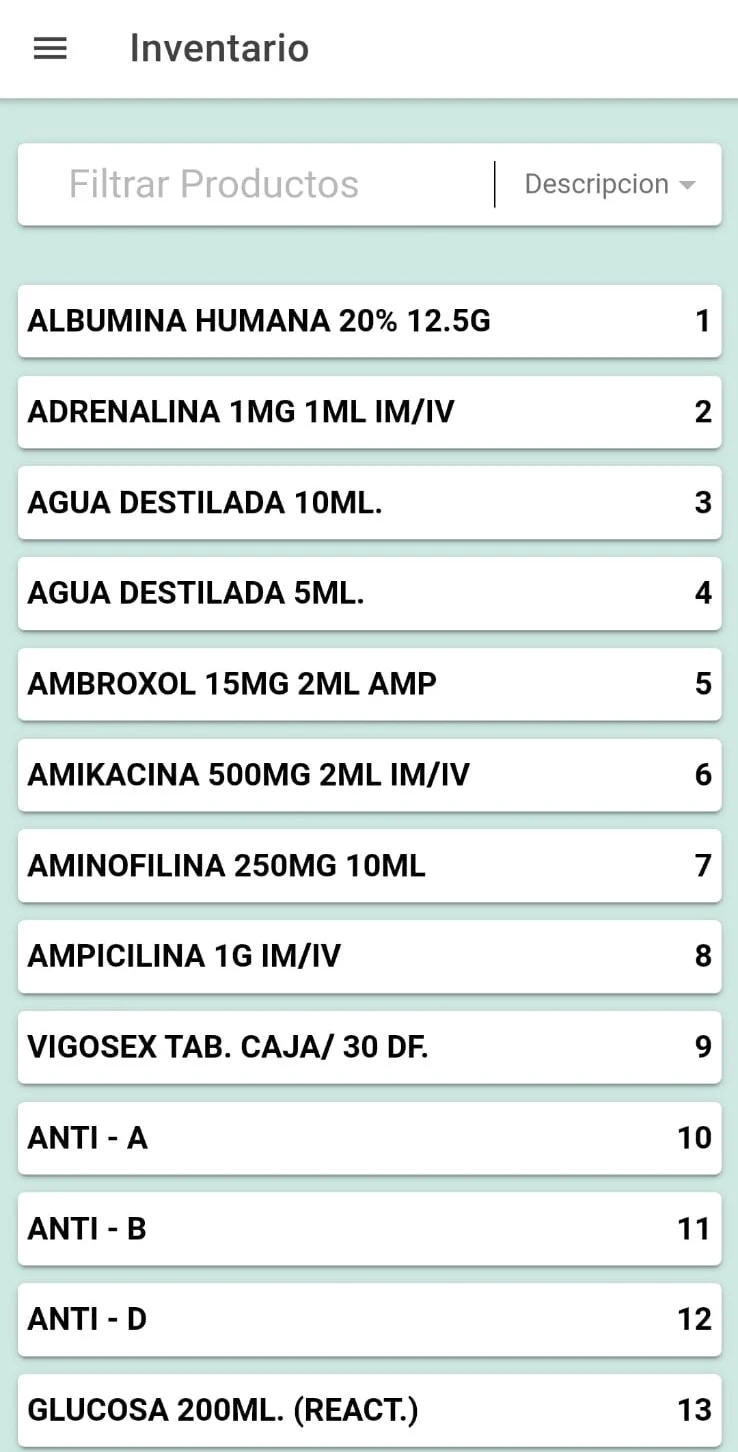 Inventario
Filtrar Productos Descripcion
ALBUMINA HUMANA 20% 12.5G 1
ADRENALINA 1MG 1ML IM/IV 2
AGUA DESTILADA 10ML. 3
AGUA DESTILADA 5ML. 4
AMBROXOL 15MG 2ML AMP 5
AMIKACINA 500MG 2ML IM/IV 6
AMINOFILINA 250MG 10ML 7
AMPICILINA 1G IM/IV 8
VIGOSEX TAB. CAJA/ 30 DF. 9
ANTI - A 10
ANTI - B 11
ANTI - D 12
GLUCOSA 200ML. (REACT.) 13